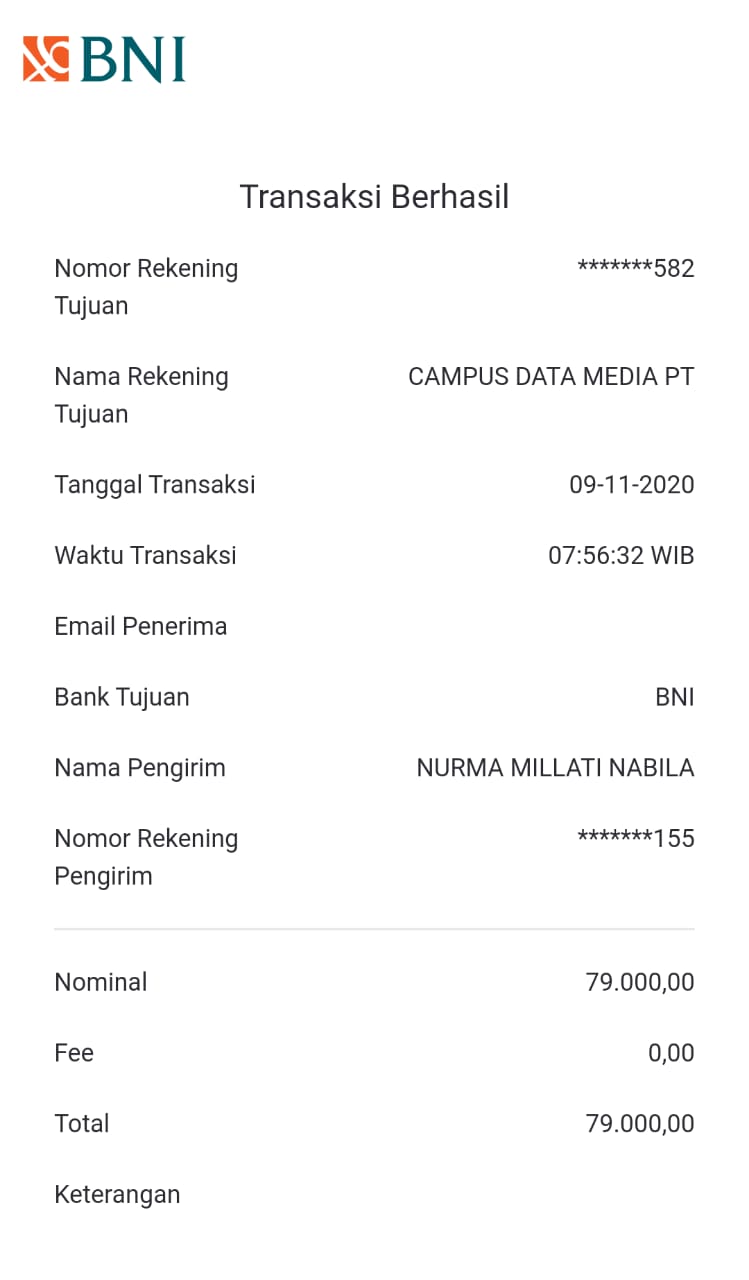 BNI
Transaksi Berhasil
Nomor Rekening Tujuan *******582
Nama Rekening Tujuan CAMPUS DATA MEDIA PT
Tanggal Transaksi 09-11-2020
Waktu Transaksi 07:56:32 WIB
Email Penerima
Bank Tujuan BNI
Nama Pengirim NURMA MILLATI NABILA
Nomor Rekening Pengirim *******155
Nominal 79.000,00
Fee 0,00
Total 79.000,00
Keterangan